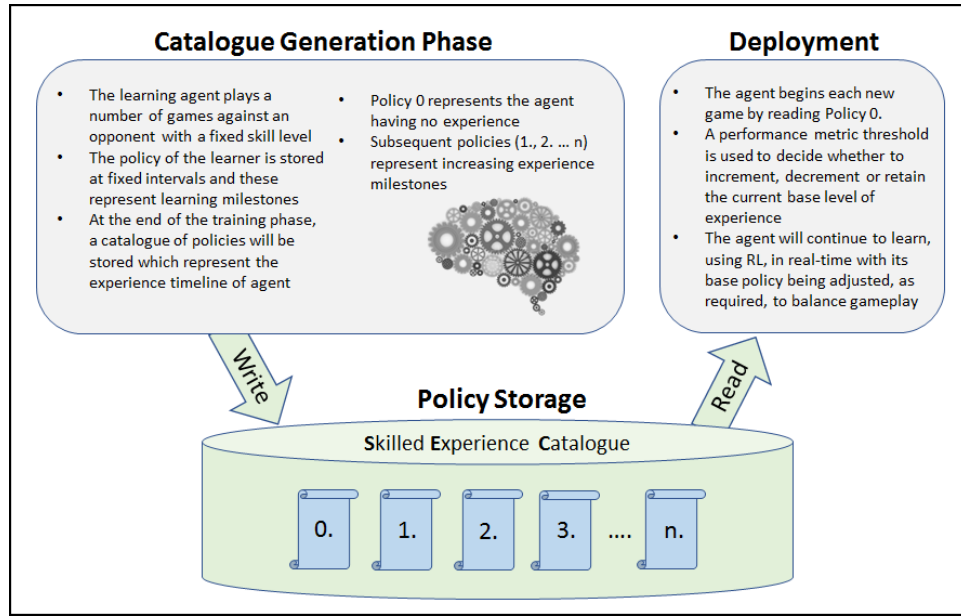 Catalogue Generation Phase
• The learning agent plays a
number of games against an
opponent with a fixed skill level
• The policy of the learner is stored
at fixed intervals and these
represent learning milestones
• At the end of the training phase,
a catalogue of policies will be
stored which represent the
experience timeline of agent
• Policy 0 represents the agent
having no experience
• Subsequent policies (1., 2. ... n)
represent increasing experience
milestones
Deployment
• The agent begins each new
game by reading Policy 0.
• A performance metric threshold
is used to decide whether to
increment, decrement or retain
the current base level of
experience
• The agent will continue to learn,
using RL, in real-time with its
base policy being adjusted, as
required, to balance gameplay
Write
Read
Policy Storage
Skilled Experience Catalogue
0. 1. 2. 3. .... n.